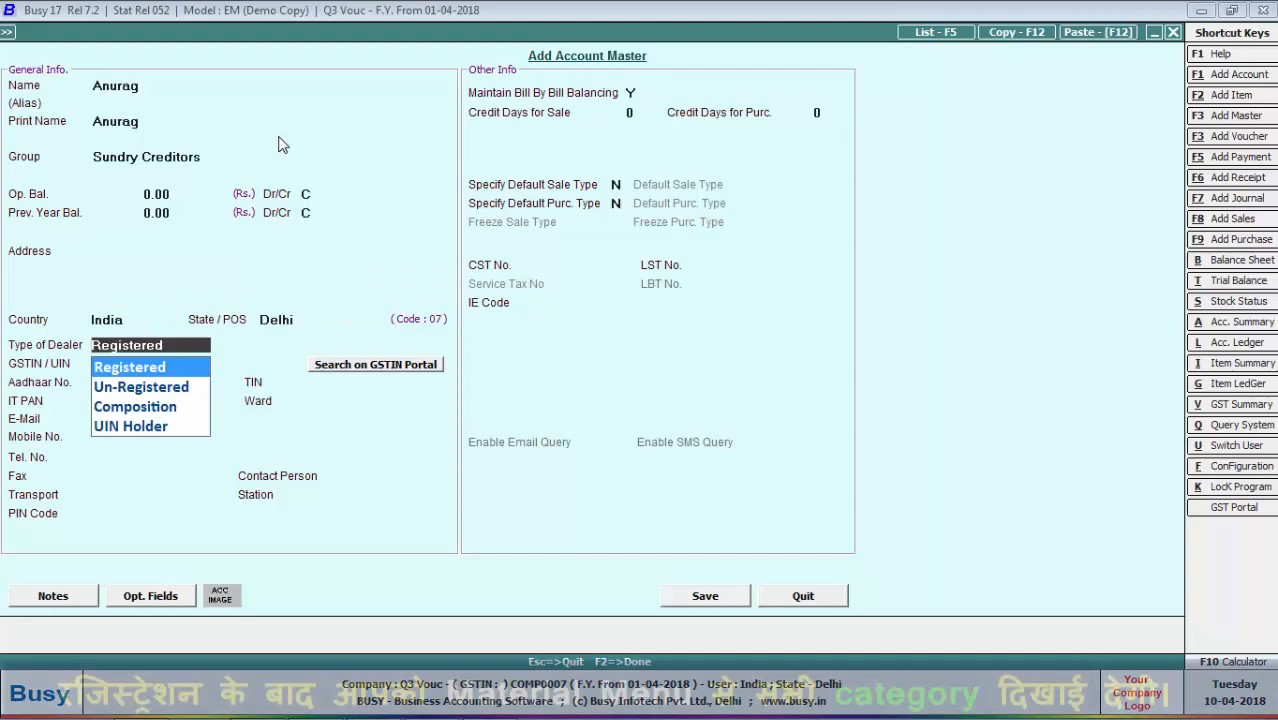 Busy 17 Rel 7.2 | Stat Rel 052 | Model : EM (Demo Copy) | Q3 Vouc - F.Y. From 01-04-2018
>> List - F5 Copy - F12 Paste - [F12]
Add Account Master
General Info.
Name Anurag
(Alias)
Print Name Anurag
Group Sundry Creditors
Op. Bal. 0.00 (Rs.) Dr/Cr C
Prev. Year Bal. 0.00 (Rs.) Dr/Cr C
Address
Country India State / POS Delhi ( Code : 07 )
Type of Dealer Registered
GSTIN / UIN Registered Search on GSTIN Portal
Aadhaar No. Un-Registered TIN
IT PAN Composition Ward
E-Mail UIN Holder
Mobile No.
Tel. No.
Fax Contact Person
Transport Station
PIN Code
Other Info
Maintain Bill By Bill Balancing Y
Credit Days for Sale 0 Credit Days for Purc. 0
Specify Default Sale Type N Default Sale Type
Specify Default Purc. Type N Default Purc. Type
Freeze Sale Type Freeze Purc. Type
CST No. LST No.
Service Tax No LBT No.
IE Code
Enable Email Query Enable SMS Query
Notes Opt. Fields ACC IMAGE Save Quit
Shortcut Keys
F1 Help
F1 Add Account
F2 Add Item
F3 Add Master
F3 Add Voucher
F5 Add Payment
F6 Add Receipt
F7 Add Journal
F8 Add Sales
F9 Add Purchase
B Balance Sheet
T Trial Balance
S Stock Status
A Acc. Summary
L Acc. Ledger
I Item Summary
G Item LedGer
V GST Summary
Q Query System
U Switch User
F ConFiguration
K LocK Program
GST Portal
Esc=>Quit F2=>Done
F10 Calculator
Busy
Company : Q3 Vouc - ( GSTIN : ) COMP0007 ( F.Y. From 01-04-2018 ) - User : India ; State - Delhi
BUSY - Business Accounting Software , (c) Busy Infotech Pvt. Ltd., Delhi ; www.busy.in
रजिस्ट्रेशन के बाद आपको Material Menu में सभी category दिखाई देगी।
Your
Company
Logo
Tuesday
10-04-2018